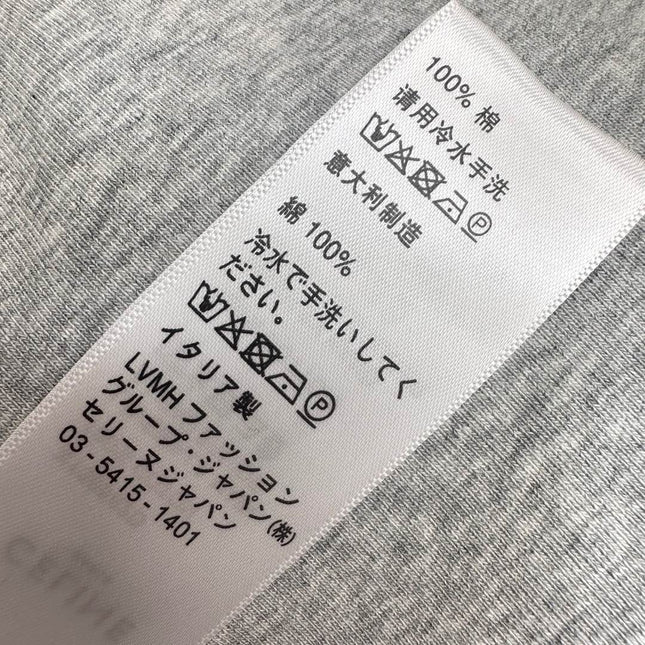 100% 棉
请用冷水手洗
P
意大利制造
綿 100%
冷水で手洗いしてく
ださい。
P
イタリア製
LVMH ファッション
グループ・ジャパン(株)
セリーヌジャパン
03-5415-1401